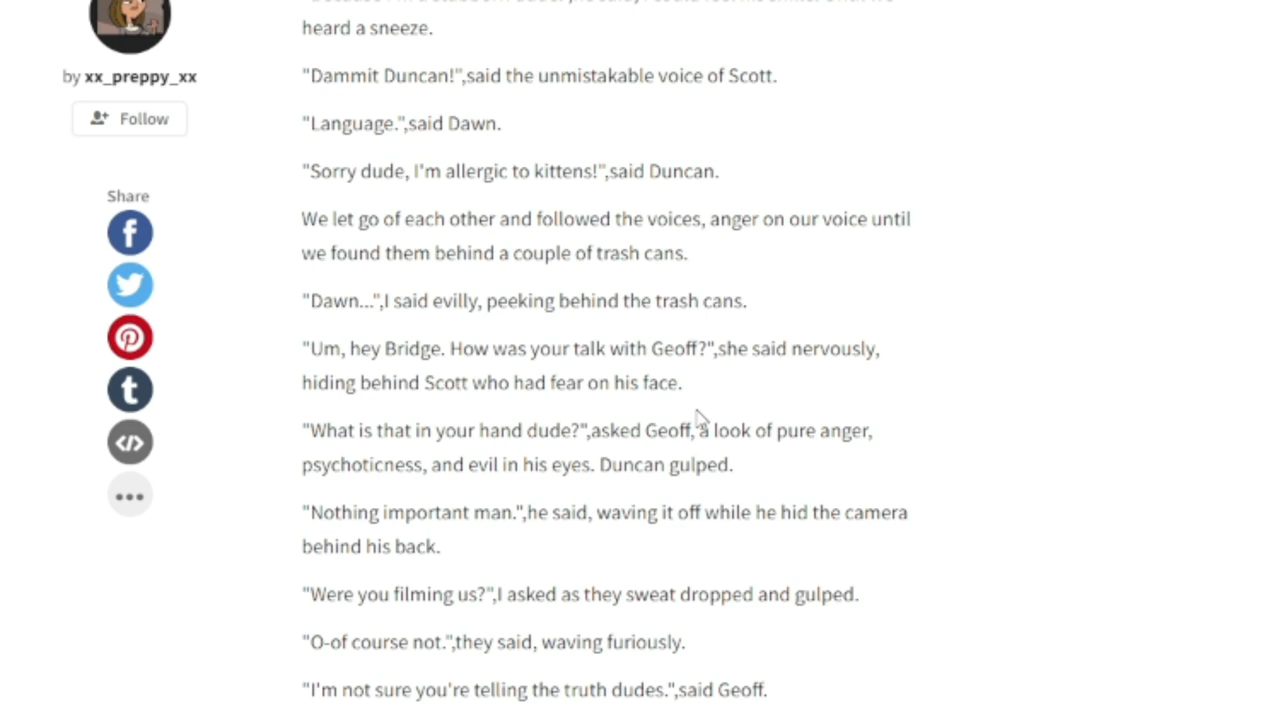 heard a sneeze.
by xx_preppy_xx
"Dammit Duncan!",said the unmistakable voice of Scott.
Follow
"Language.",said Dawn.
"Sorry dude, I'm allergic to kittens!",said Duncan.
Share
We let go of each other and followed the voices, anger on our voice until
we found them behind a couple of trash cans.
"Dawn...",I said evilly, peeking behind the trash cans.
"Um, hey Bridge. How was your talk with Geoff?",she said nervously,
hiding behind Scott who had fear on his face.
"What is that in your hand dude?",asked Geoff, a look of pure anger,
psychoticness, and evil in his eyes. Duncan gulped.
"Nothing important man.",he said, waving it off while he hid the camera
behind his back.
"Were you filming us?",I asked as they sweat dropped and gulped.
"O-of course not.",they said, waving furiously.
"I'm not sure you're telling the truth dudes.",said Geoff.